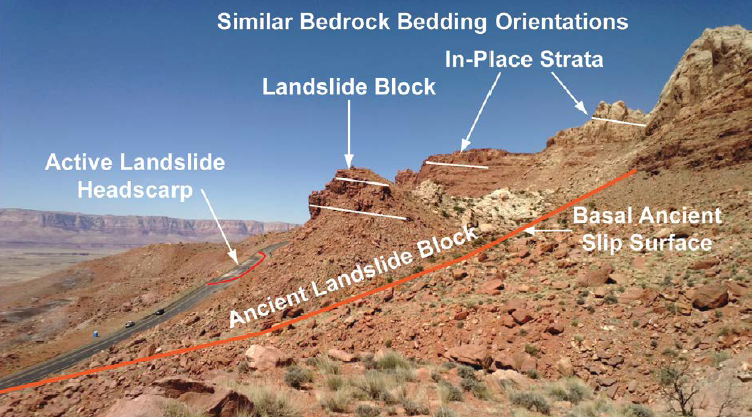 Similar Bedrock Bedding Orientations
In-Place Strata
Landslide Block
Active Landslide
Headscarp
Basal Ancient
Slip Surface
Ancient Landslide Block